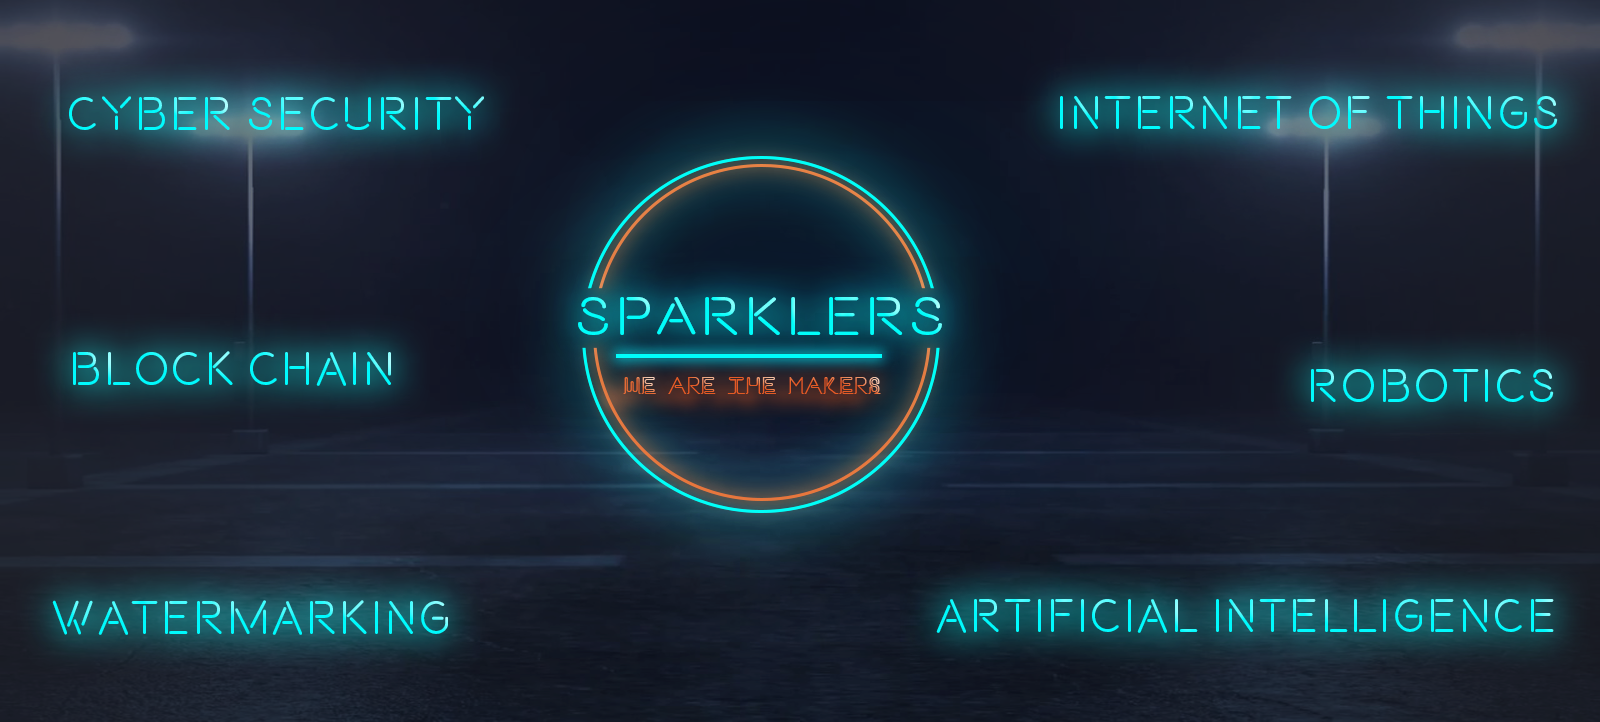 CYBER SECURITY
INTERNET OF THINGS
SPARKLERS
WE ARE THE MAKERS
BLOCK CHAIN
ROBOTICS
WATERMARKING
ARTIFICIAL INTELLIGENCE